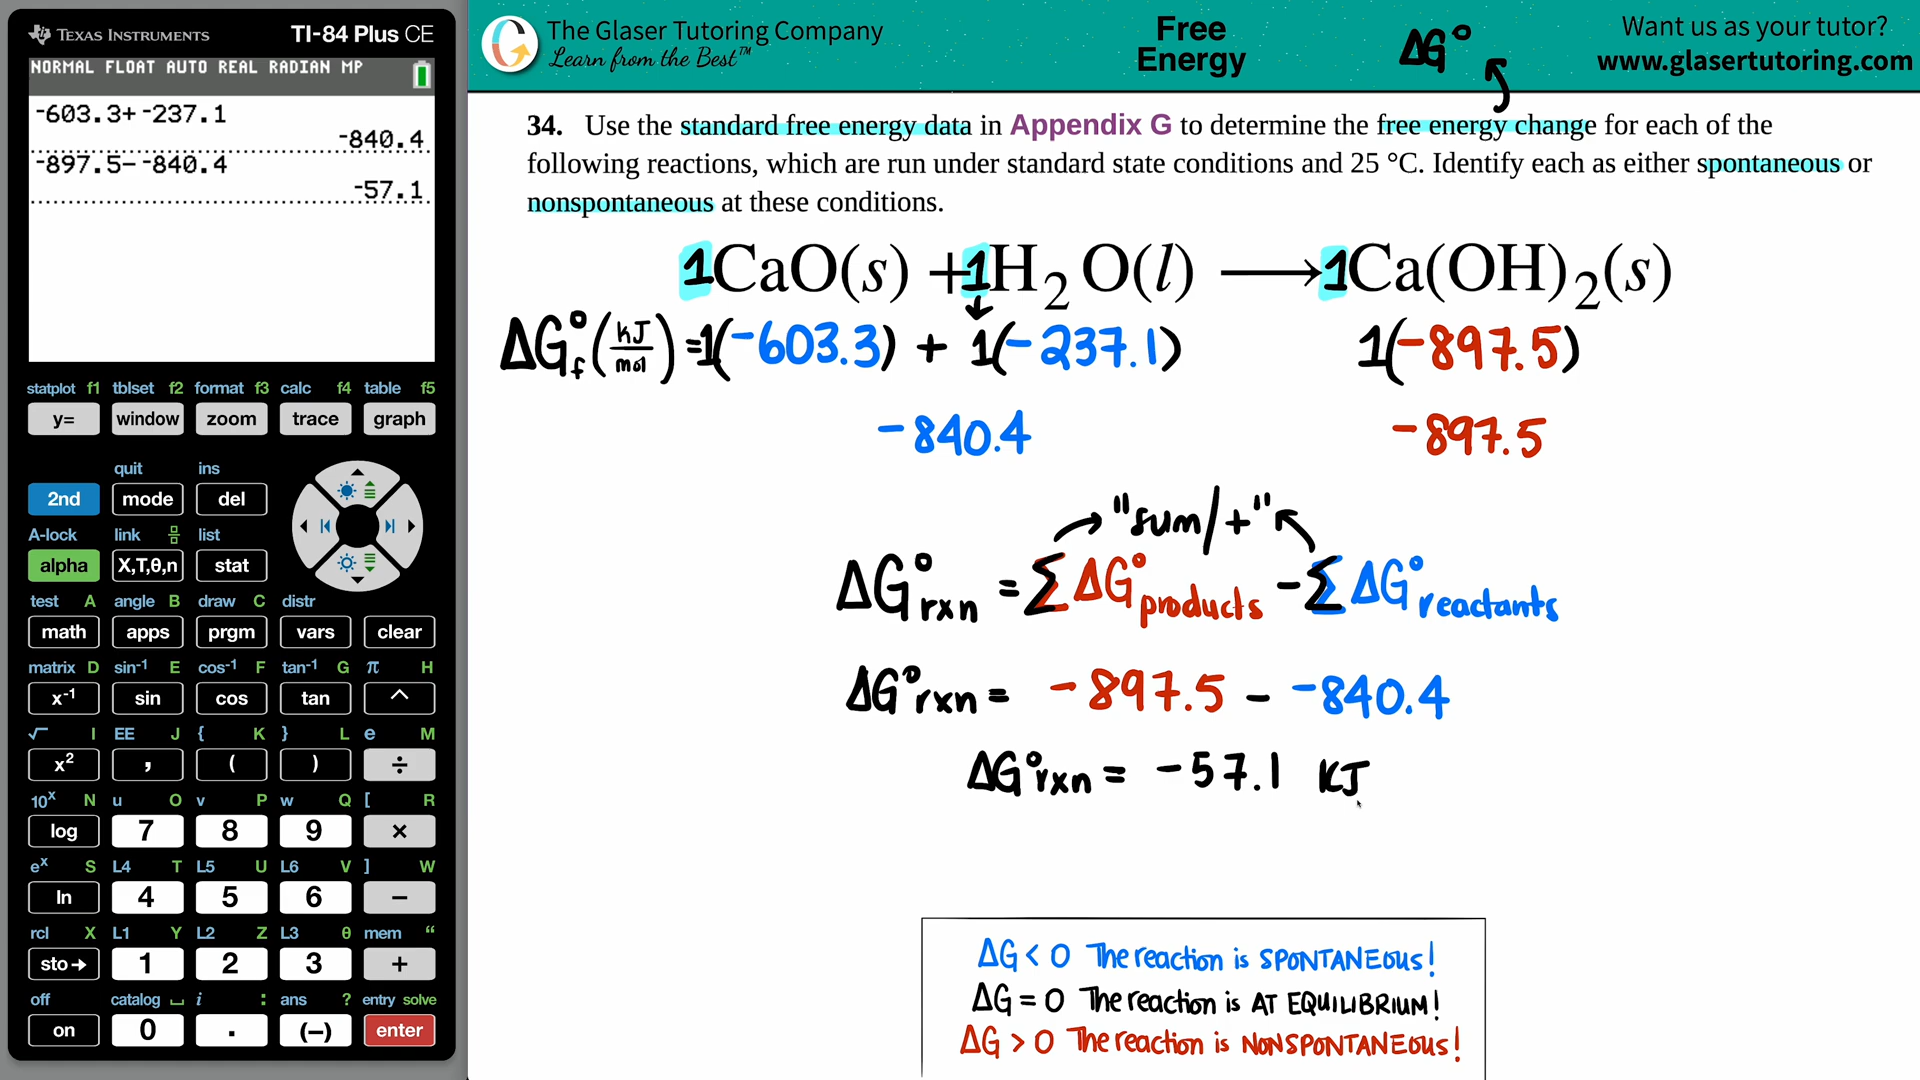 TEXAS INSTRUMENTS TI-84 Plus CE
NORMAL FLOAT AUTO REAL RADIAN MP
-603.3+ -237.1
-840.4
-897.5- -840.4
-57.1
statplot f1 tblset f2 format f3 calc f4 table f5
y= window zoom trace graph
quit ins
2nd mode del
A-lock link list
alpha X,T,θ,n stat
test A angle B draw C distr
math apps prgm vars clear
matrix D sin⁻¹ E cos⁻¹ F tan⁻¹ G π H
x⁻¹ sin cos tan ^
√ I EE J { K } L e M
x² , ( ) ÷
10ˣ N u O v P w Q [ R
log 7 8 9 ×
eˣ S L4 T L5 U L6 V ] W
ln 4 5 6 −
rcl X L1 Y L2 Z L3 θ mem "
sto→ 1 2 3 +
off catalog ⎵ i : ans ? entry solve
on 0 . (−) enter
The Glaser Tutoring Company
Learn from the Best™
Free
Energy
ΔG°
Want us as your tutor?
www.glasertutoring.com
34. Use the standard free energy data in Appendix G to determine the free energy change for each of the
following reactions, which are run under standard state conditions and 25 °C. Identify each as either spontaneous or
nonspontaneous at these conditions.
1CaO(s) + 1H₂O(l) ⟶ 1Ca(OH)₂(s)
ΔG°f (kJ/mol) = 1(-603.3) + 1(-237.1) 1(-897.5)
-840.4 -897.5
"sum/+"
ΔG°rxn = Σ ΔG°products - Σ ΔG°reactants
ΔG°rxn = -897.5 - -840.4
ΔG°rxn = -57.1 KJ
ΔG < 0 The reaction is SPONTANEOUS!
ΔG = 0 The reaction is AT EQUILIBRIUM!
ΔG > 0 The reaction is NONSPONTANEOUS!